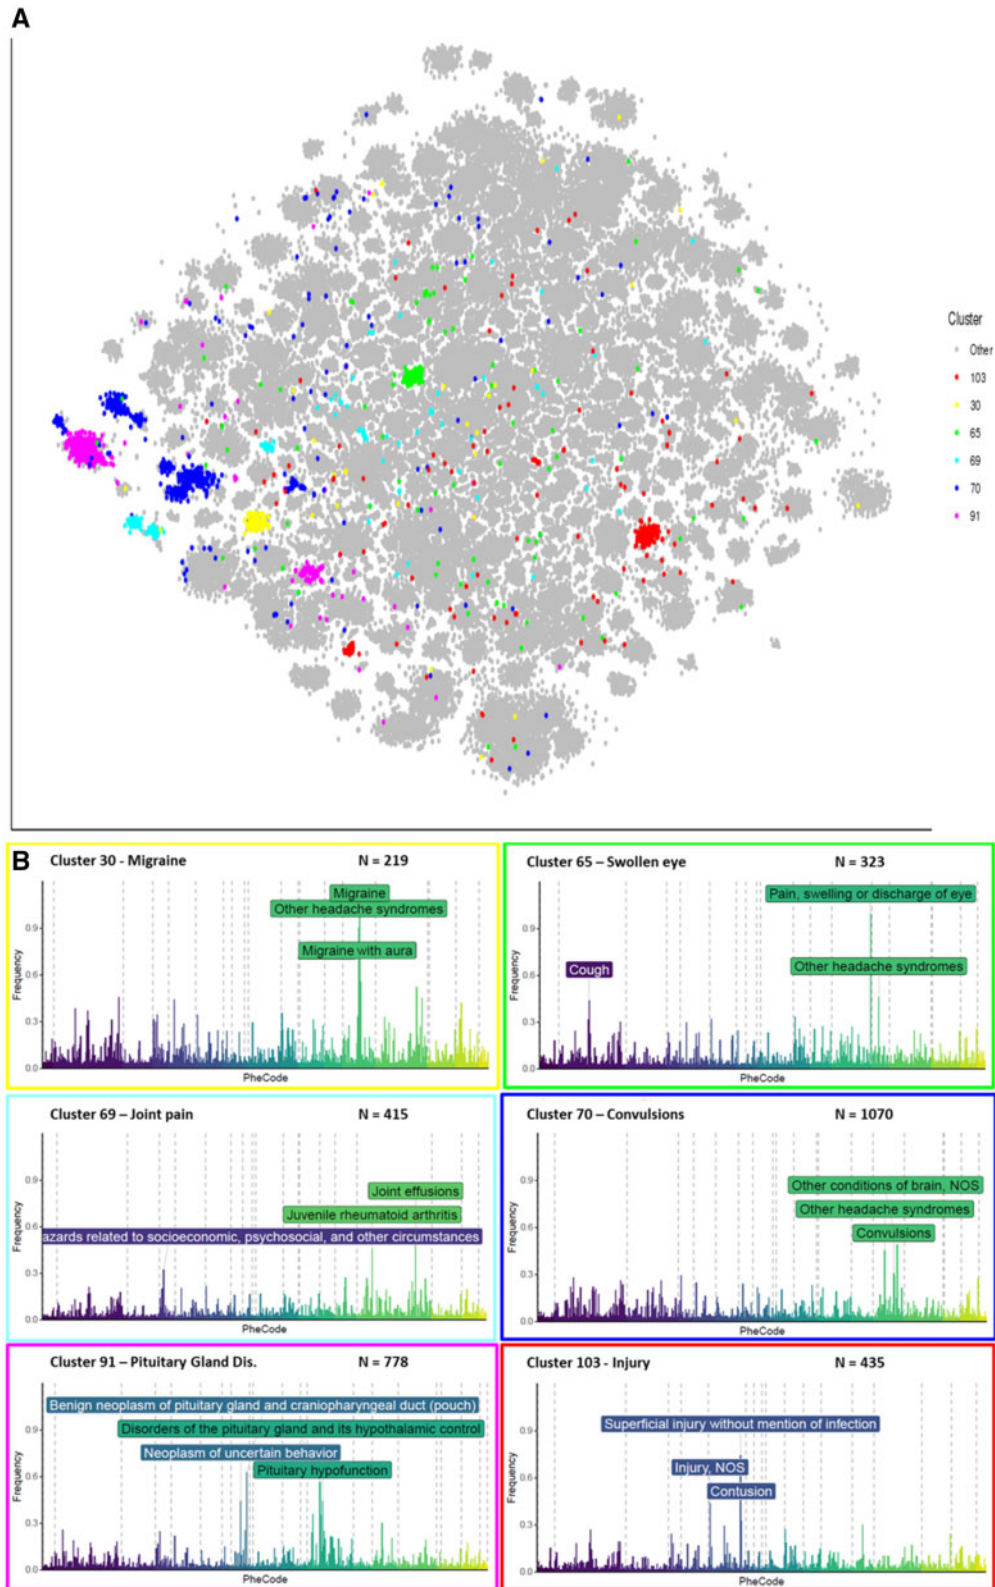 A
Cluster
Other
103
30
65
69
70
91
B
Cluster 30 - Migraine N = 219
Migraine
Other headache syndromes
Migraine with aura
Frequency
0.9
0.6
0.3
0.0
PheCode
Cluster 65 – Swollen eye N = 323
Pain, swelling or discharge of eye
Other headache syndromes
Cough
Frequency
0.9
0.6
0.3
0.0
PheCode
Cluster 69 – Joint pain N = 415
Joint effusions
Juvenile rheumatoid arthritis
azards related to socioeconomic, psychosocial, and other circumstances
Frequency
0.9
0.6
0.3
0.0
PheCode
Cluster 70 – Convulsions N = 1070
Other conditions of brain, NOS
Other headache syndromes
Convulsions
Frequency
0.9
0.6
0.3
0.0
PheCode
Cluster 91 – Pituitary Gland Dis. N = 778
Benign neoplasm of pituitary gland and craniopharyngeal duct (pouch)
Disorders of the pituitary gland and its hypothalamic control
Neoplasm of uncertain behavior
Pituitary hypofunction
Frequency
0.9
0.6
0.3
0.0
PheCode
Cluster 103 - Injury N = 435
Superficial injury without mention of infection
Injury, NOS
Contusion
Frequency
0.9
0.6
0.3
0.0
PheCode